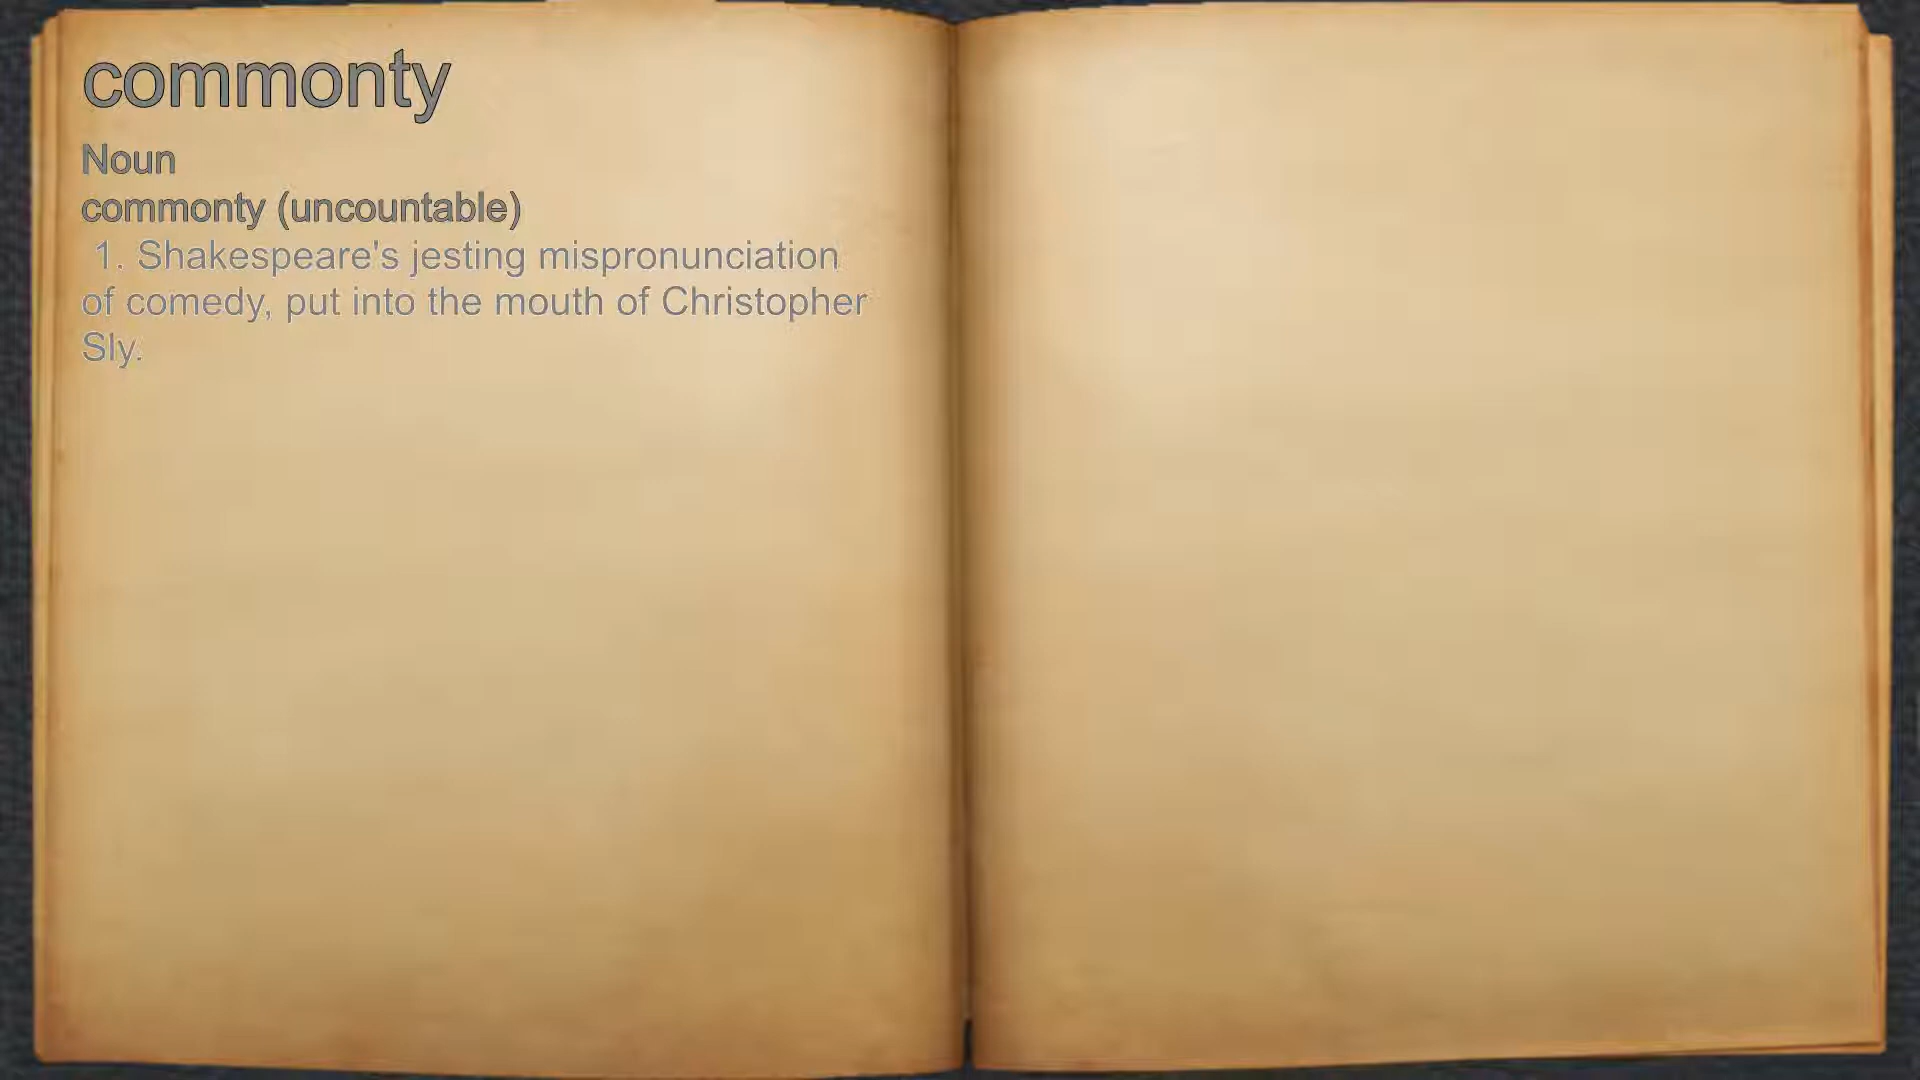 commonty
Noun
commonty (uncountable)
1. Shakespeare's jesting mispronunciation
of comedy, put into the mouth of Christopher
Sly.